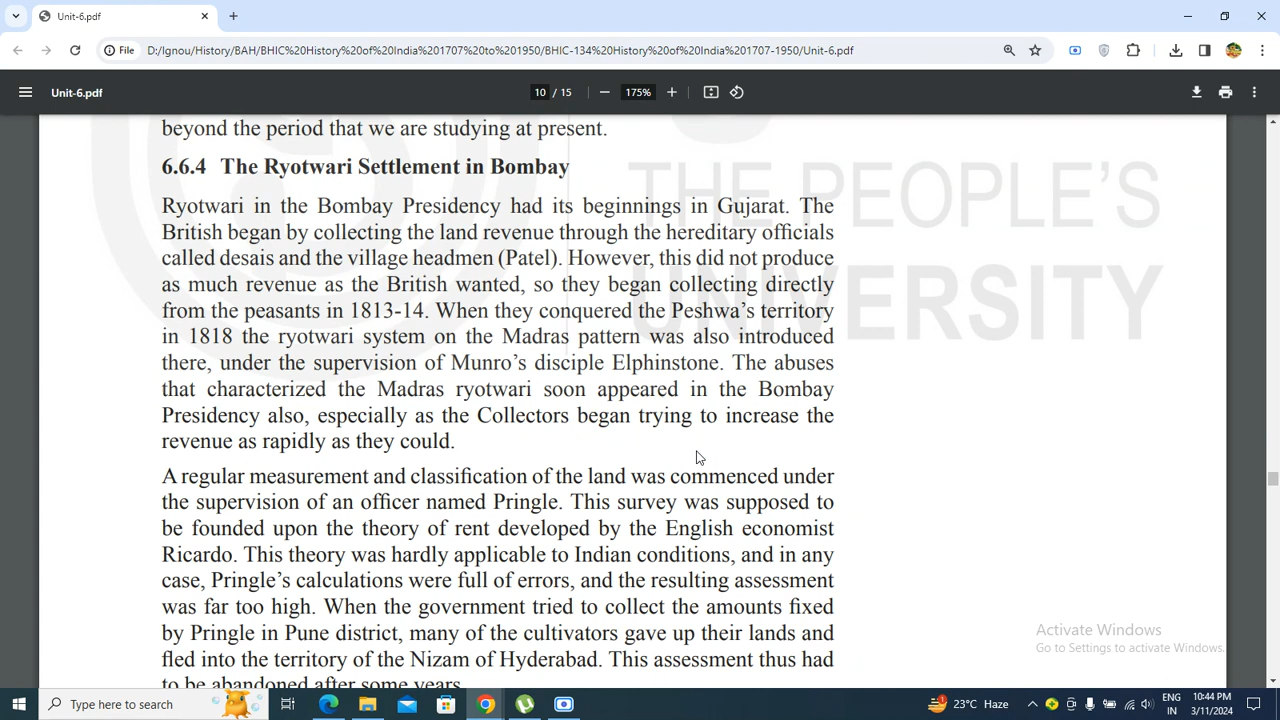 Unit-6.pdf
File
D:/Ignou/History/BAH/BHIC%20History%20of%20India%201707%20to%201950/BHIC-134%20History%20of%20India%201707-1950/Unit-6.pdf
Unit-6.pdf
10 / 15
175%
beyond the period that we are studying at present.
6.6.4 The Ryotwari Settlement in Bombay
Ryotwari in the Bombay Presidency had its beginnings in Gujarat. The
British began by collecting the land revenue through the hereditary officials
called desais and the village headmen (Patel). However, this did not produce
as much revenue as the British wanted, so they began collecting directly
from the peasants in 1813-14. When they conquered the Peshwa's territory
in 1818 the ryotwari system on the Madras pattern was also introduced
there, under the supervision of Munro's disciple Elphinstone. The abuses
that characterized the Madras ryotwari soon appeared in the Bombay
Presidency also, especially as the Collectors began trying to increase the
revenue as rapidly as they could.
A regular measurement and classification of the land was commenced under
the supervision of an officer named Pringle. This survey was supposed to
be founded upon the theory of rent developed by the English economist
Ricardo. This theory was hardly applicable to Indian conditions, and in any
case, Pringle's calculations were full of errors, and the resulting assessment
was far too high. When the government tried to collect the amounts fixed
by Pringle in Pune district, many of the cultivators gave up their lands and
fled into the territory of the Nizam of Hyderabad. This assessment thus had
to be abandoned after some years.
THE PEOPLE'S
UNIVERSITY
Activate Windows
Go to Settings to activate Windows.
Type here to search
23°C Haze
ENG
IN
10:44 PM
3/11/2024